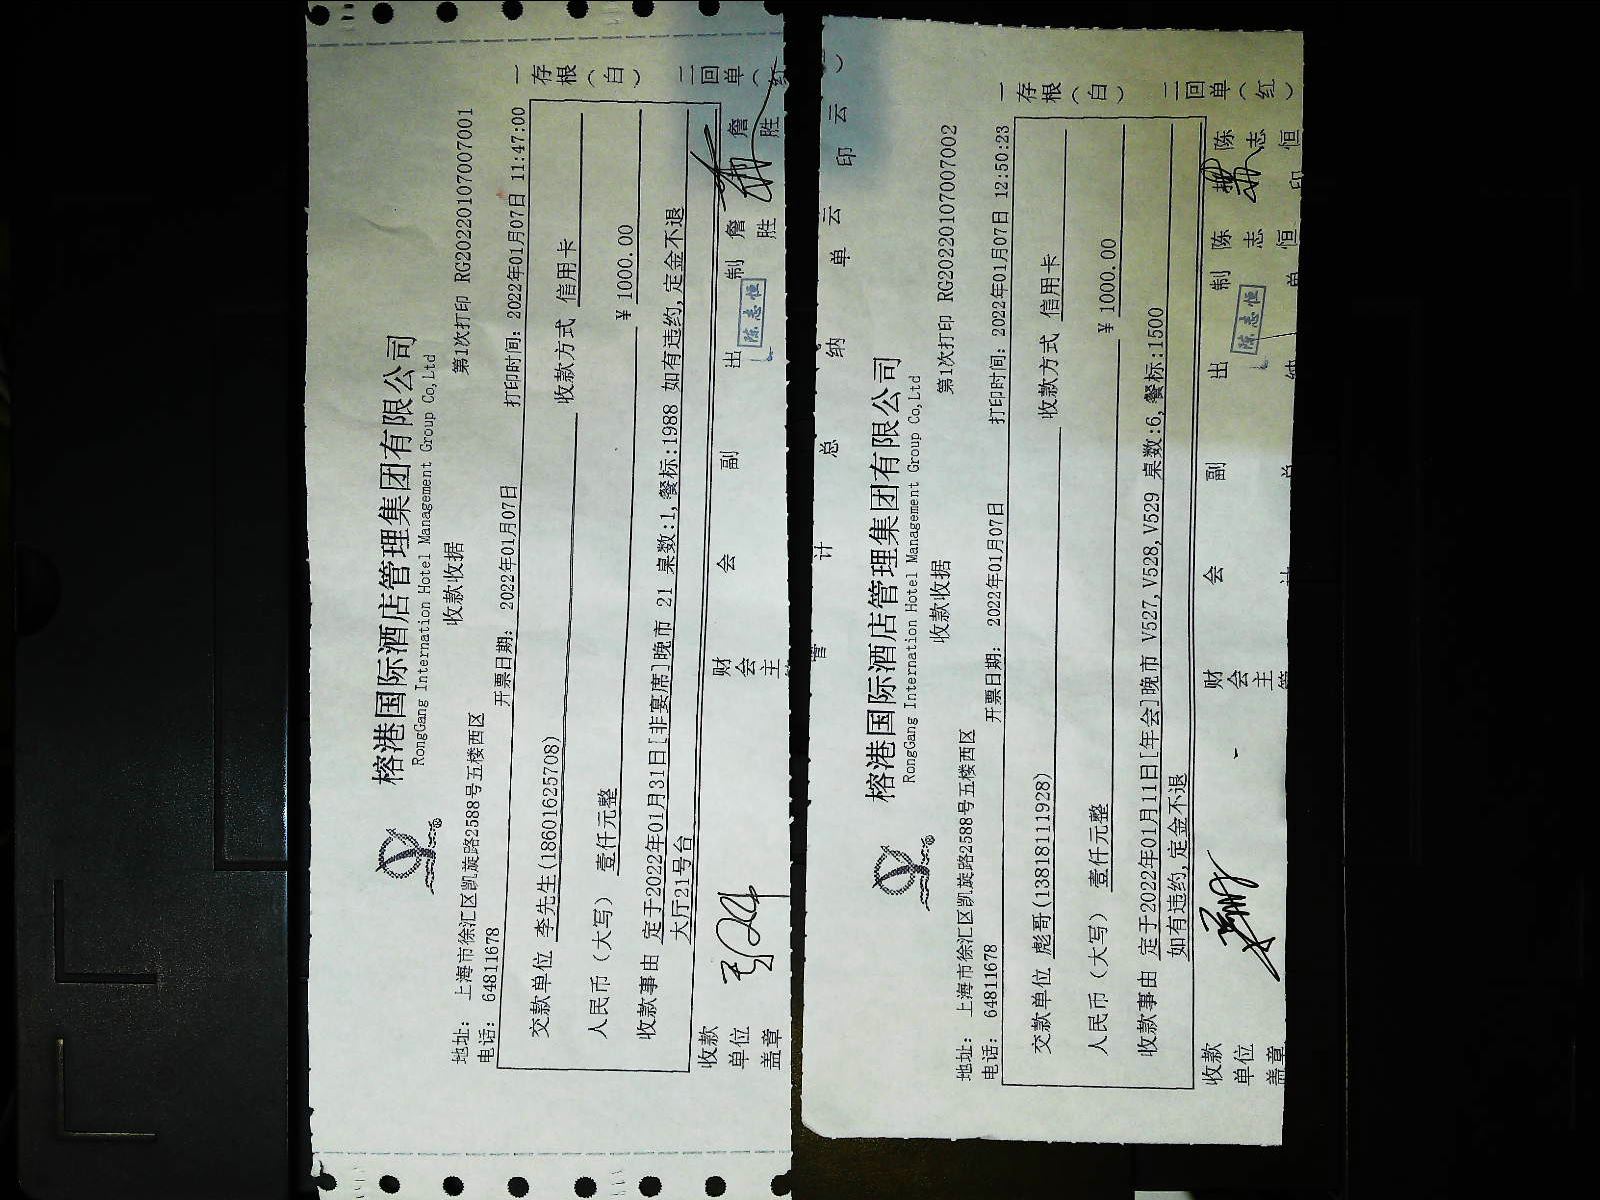 榕港国际酒店管理集团有限公司
RongGang Internation Hotel Management Group Co,Ltd
收款收据
第1次打印 RG20220107007001
地址: 上海市徐汇区凯旋路2588号五楼西区
电话: 64811678
开票日期: 2022年01月07日
打印时间: 2022年01月07日 11:47:00
一存根（白）
二回单（红
交款单位 李先生(18601625708)
收款方式 信用卡
人民币（大写） 壹仟元整
¥ 1000.00
收款事由 定于2022年01月31日[非宴席]晚市 21 桌数:1,餐标:1988 如有违约,定金不退
大厅21号台
收款单位盖章
财会主
会
副
出
制 詹胜
詹胜
陈志恒
管
计
总
纳
单
云
印
云
榕港国际酒店管理集团有限公司
RongGang Internation Hotel Management Group Co,Ltd
收款收据
第1次打印 RG20220107007002
地址: 上海市徐汇区凯旋路2588号五楼西区
电话: 64811678
开票日期: 2022年01月07日
打印时间: 2022年01月07日 12:50:23
一存根（白）
二回单（红）
交款单位 彪哥(13818111928)
收款方式 信用卡
人民币（大写） 壹仟元整
¥ 1000.00
收款事由 定于2022年01月11日[年会]晚市 V527,V528,V529 桌数:6,餐标:1500
如有违约,定金不退
收款单位盖章
财会主管
会
副
出
制 陈志恒
陈志恒
陈志恒